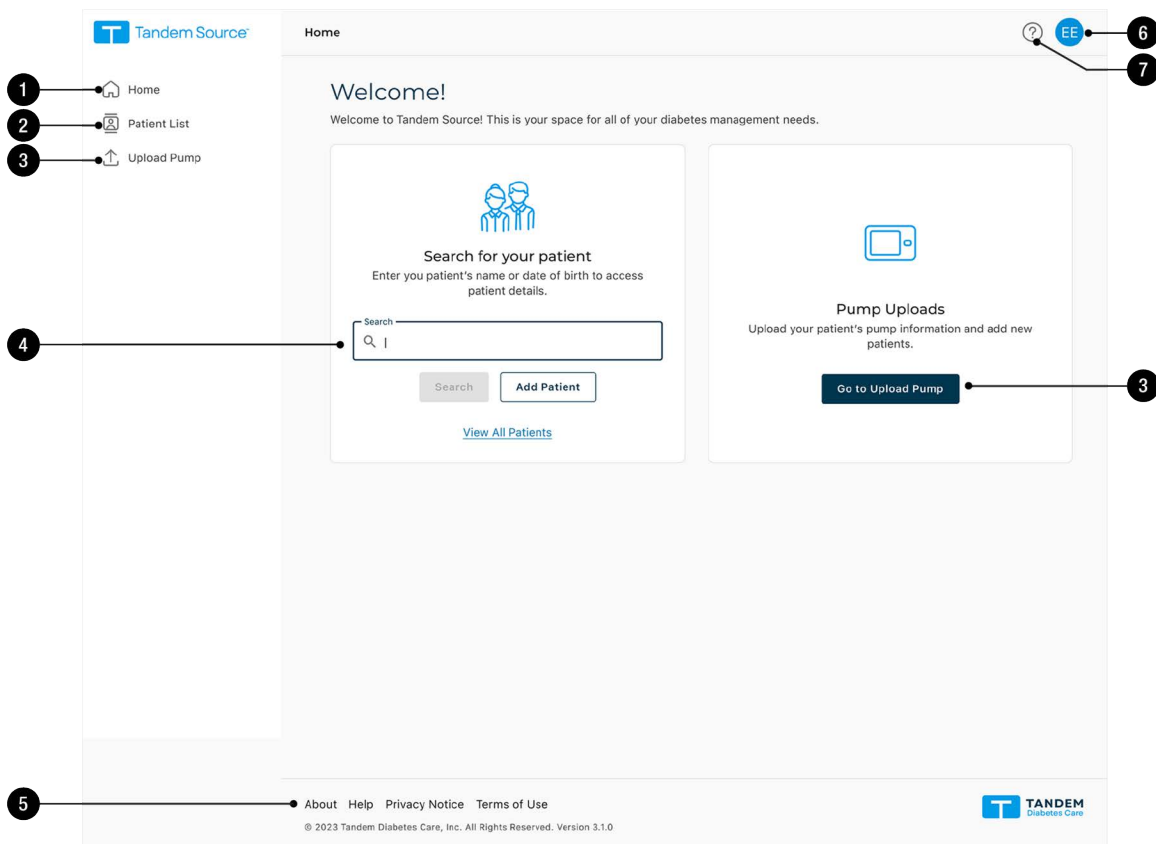 Tandem Source
Home
EE
6
7
1
Home
2
Patient List
3
Upload Pump
Welcome!
Welcome to Tandem Source! This is your space for all of your diabetes management needs.
Search for your patient
Enter you patient's name or date of birth to access
patient details.
4
Search
Search
Add Patient
View All Patients
Pump Uploads
Upload your patient's pump information and add new
patients.
Go to Upload Pump
3
5
About Help Privacy Notice Terms of Use
© 2023 Tandem Diabetes Care, Inc. All Rights Reserved. Version 3.1.0
TANDEM
Diabetes Care